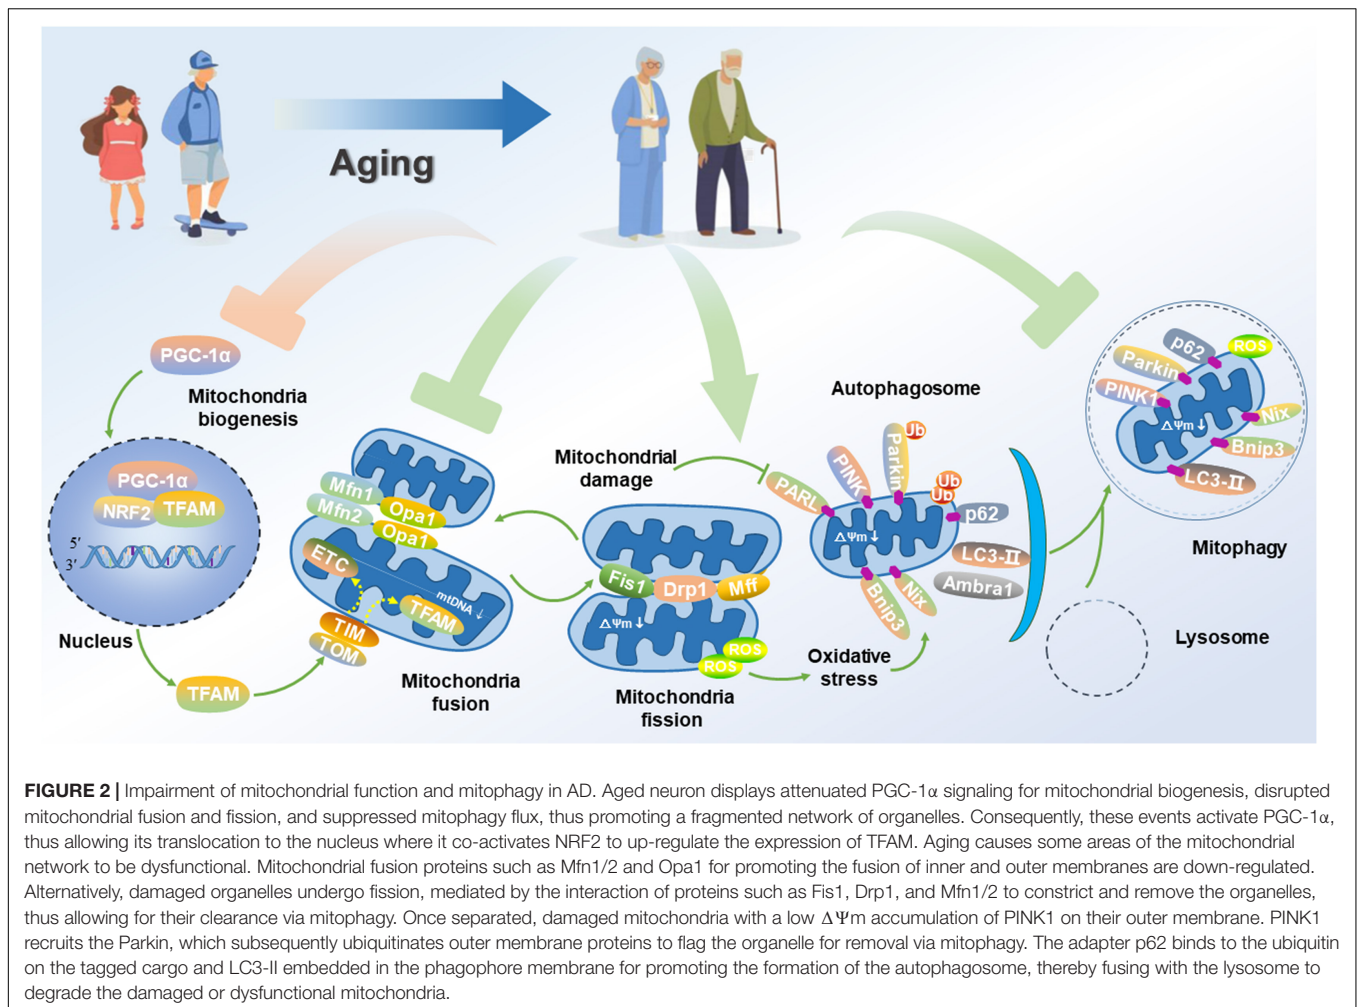 Aging
PGC-1α
Mitochondria
biogenesis
PGC-1α
NRF2
TFAM
5′
3′
Nucleus
TFAM
Mfn1
Mfn2
Opa1
Opa1
ETC
mtDNA ↓
TFAM
TIM
TOM
Mitochondria
fusion
Mitochondrial
damage
Fis1
Drp1
Mff
ΔΨm↓
ROS
ROS
Mitochondria
fission
Oxidative
stress
Autophagosome
PARL
PINK
Parkin
Ub
Ub
Ub
p62
ΔΨm↓
LC3-II
Ambra1
Bnip3
Nix
Lysosome
p62
ROS
Parkin
PINK1
ΔΨm↓
Nix
Bnip3
LC3-II
Mitophagy
FIGURE 2 | Impairment of mitochondrial function and mitophagy in AD. Aged neuron displays attenuated PGC-1α signaling for mitochondrial biogenesis, disrupted
mitochondrial fusion and fission, and suppressed mitophagy flux, thus promoting a fragmented network of organelles. Consequently, these events activate PGC-1α,
thus allowing its translocation to the nucleus where it co-activates NRF2 to up-regulate the expression of TFAM. Aging causes some areas of the mitochondrial
network to be dysfunctional. Mitochondrial fusion proteins such as Mfn1/2 and Opa1 for promoting the fusion of inner and outer membranes are down-regulated.
Alternatively, damaged organelles undergo fission, mediated by the interaction of proteins such as Fis1, Drp1, and Mfn1/2 to constrict and remove the organelles,
thus allowing for their clearance via mitophagy. Once separated, damaged mitochondria with a low ΔΨm accumulation of PINK1 on their outer membrane. PINK1
recruits the Parkin, which subsequently ubiquitinates outer membrane proteins to flag the organelle for removal via mitophagy. The adapter p62 binds to the ubiquitin
on the tagged cargo and LC3-II embedded in the phagophore membrane for promoting the formation of the autophagosome, thereby fusing with the lysosome to
degrade the damaged or dysfunctional mitochondria.